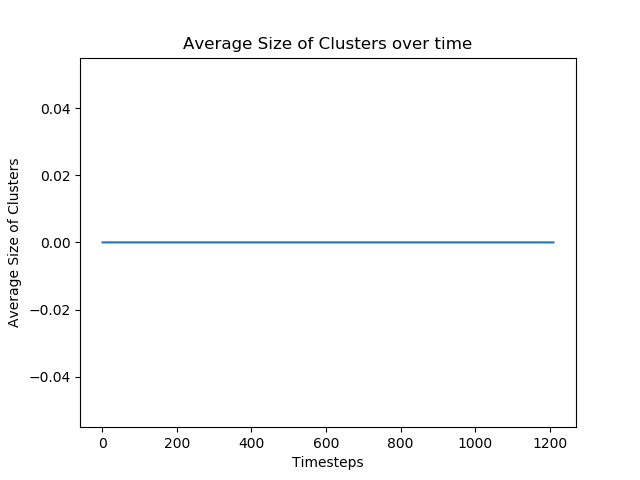 Average Size of Clusters over time
0.04
0.02
0.00
−0.02
−0.04
Average Size of Clusters
0 200 400 600 800 1000 1200
Timesteps